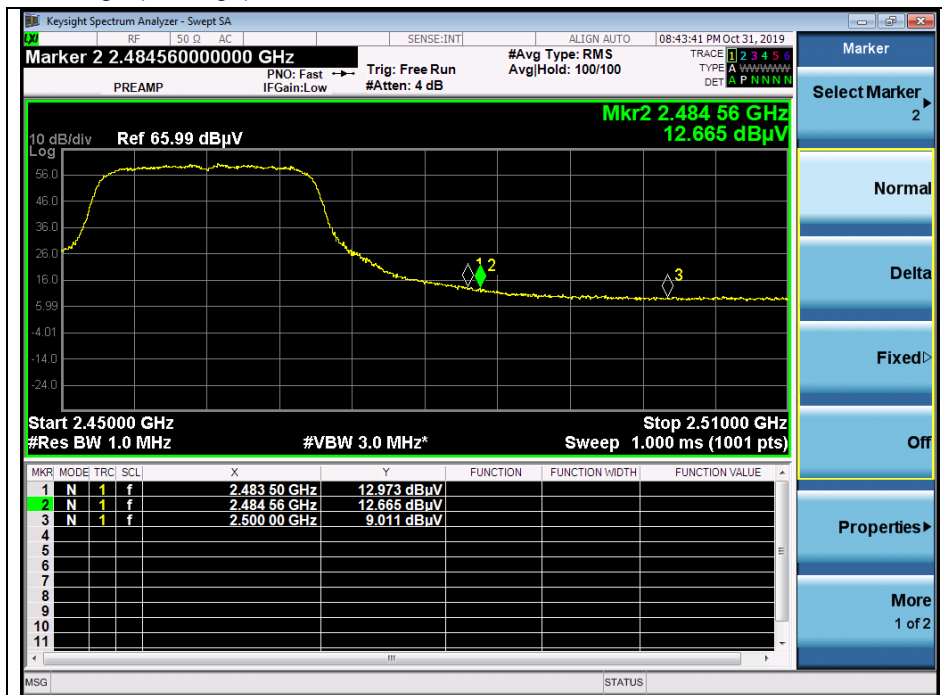 Keysight Spectrum Analyzer - Swept SA
LXI RF 50 Ω AC SENSE:INT ALIGN AUTO 08:43:41 PM Oct 31, 2019
Marker 2 2.484560000000 GHz
PREAMP
PNO: Fast
IFGain:Low
Trig: Free Run
#Atten: 4 dB
#Avg Type: RMS
Avg|Hold: 100/100
TRACE 1 2 3 4 5 6
TYPE A WWWWW
DET A P N N N N
Mkr2 2.484 56 GHz
12.665 dBµV
10 dB/div Ref 65.99 dBµV
Log
56.0
46.0
36.0
26.0
16.0
5.99
-4.01
-14.0
-24.0
1 2
3
Start 2.45000 GHz Stop 2.51000 GHz
#Res BW 1.0 MHz #VBW 3.0 MHz* Sweep 1.000 ms (1001 pts)
MKR MODE TRC SCL X Y FUNCTION FUNCTION WIDTH FUNCTION VALUE
1 N 1 f 2.483 50 GHz 12.973 dBµV
2 N 1 f 2.484 56 GHz 12.665 dBµV
3 N 1 f 2.500 00 GHz 9.011 dBµV
4
5
6
7
8
9
10
11
MSG STATUS
Marker
Select Marker
2
Normal
Delta
Fixed
Off
Properties
More
1 of 2